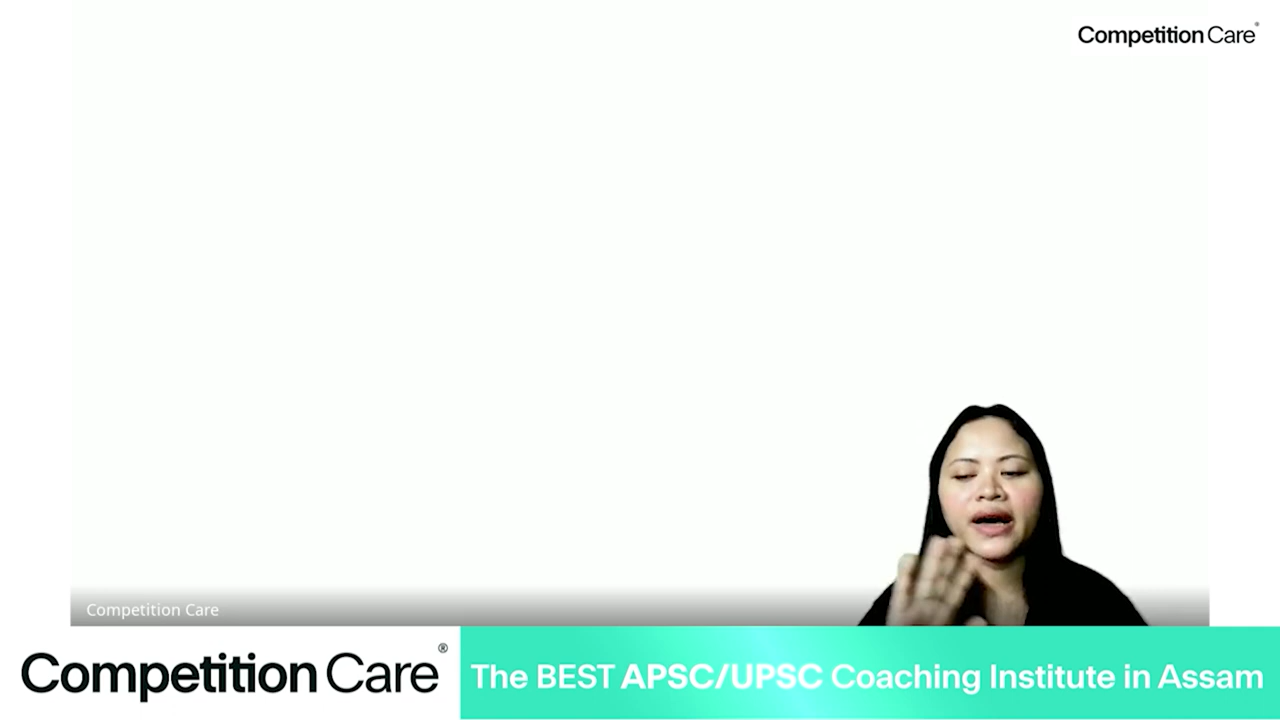 Competition Care®
Competition Care
Competition Care®
The BEST APSC/UPSC Coaching Institute in Assam